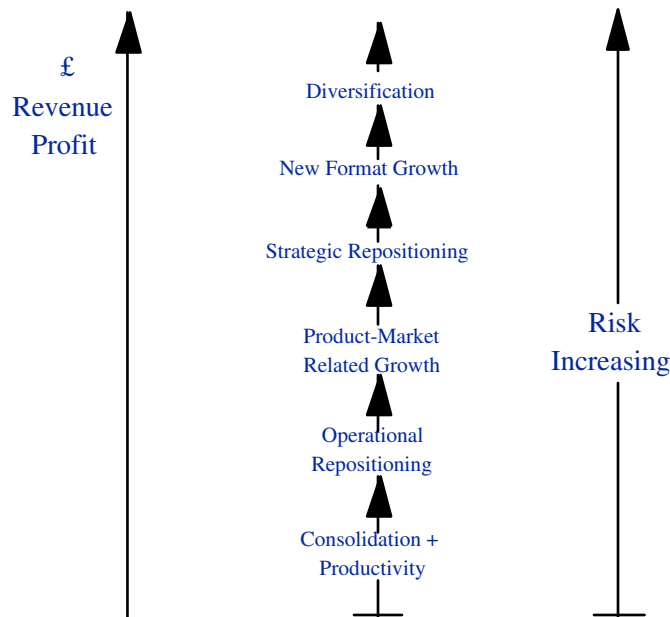 £
Revenue
Profit
Diversification
New Format Growth
Strategic Repositioning
Product-Market
Related Growth
Operational
Repositioning
Consolidation +
Productivity
Risk
Increasing